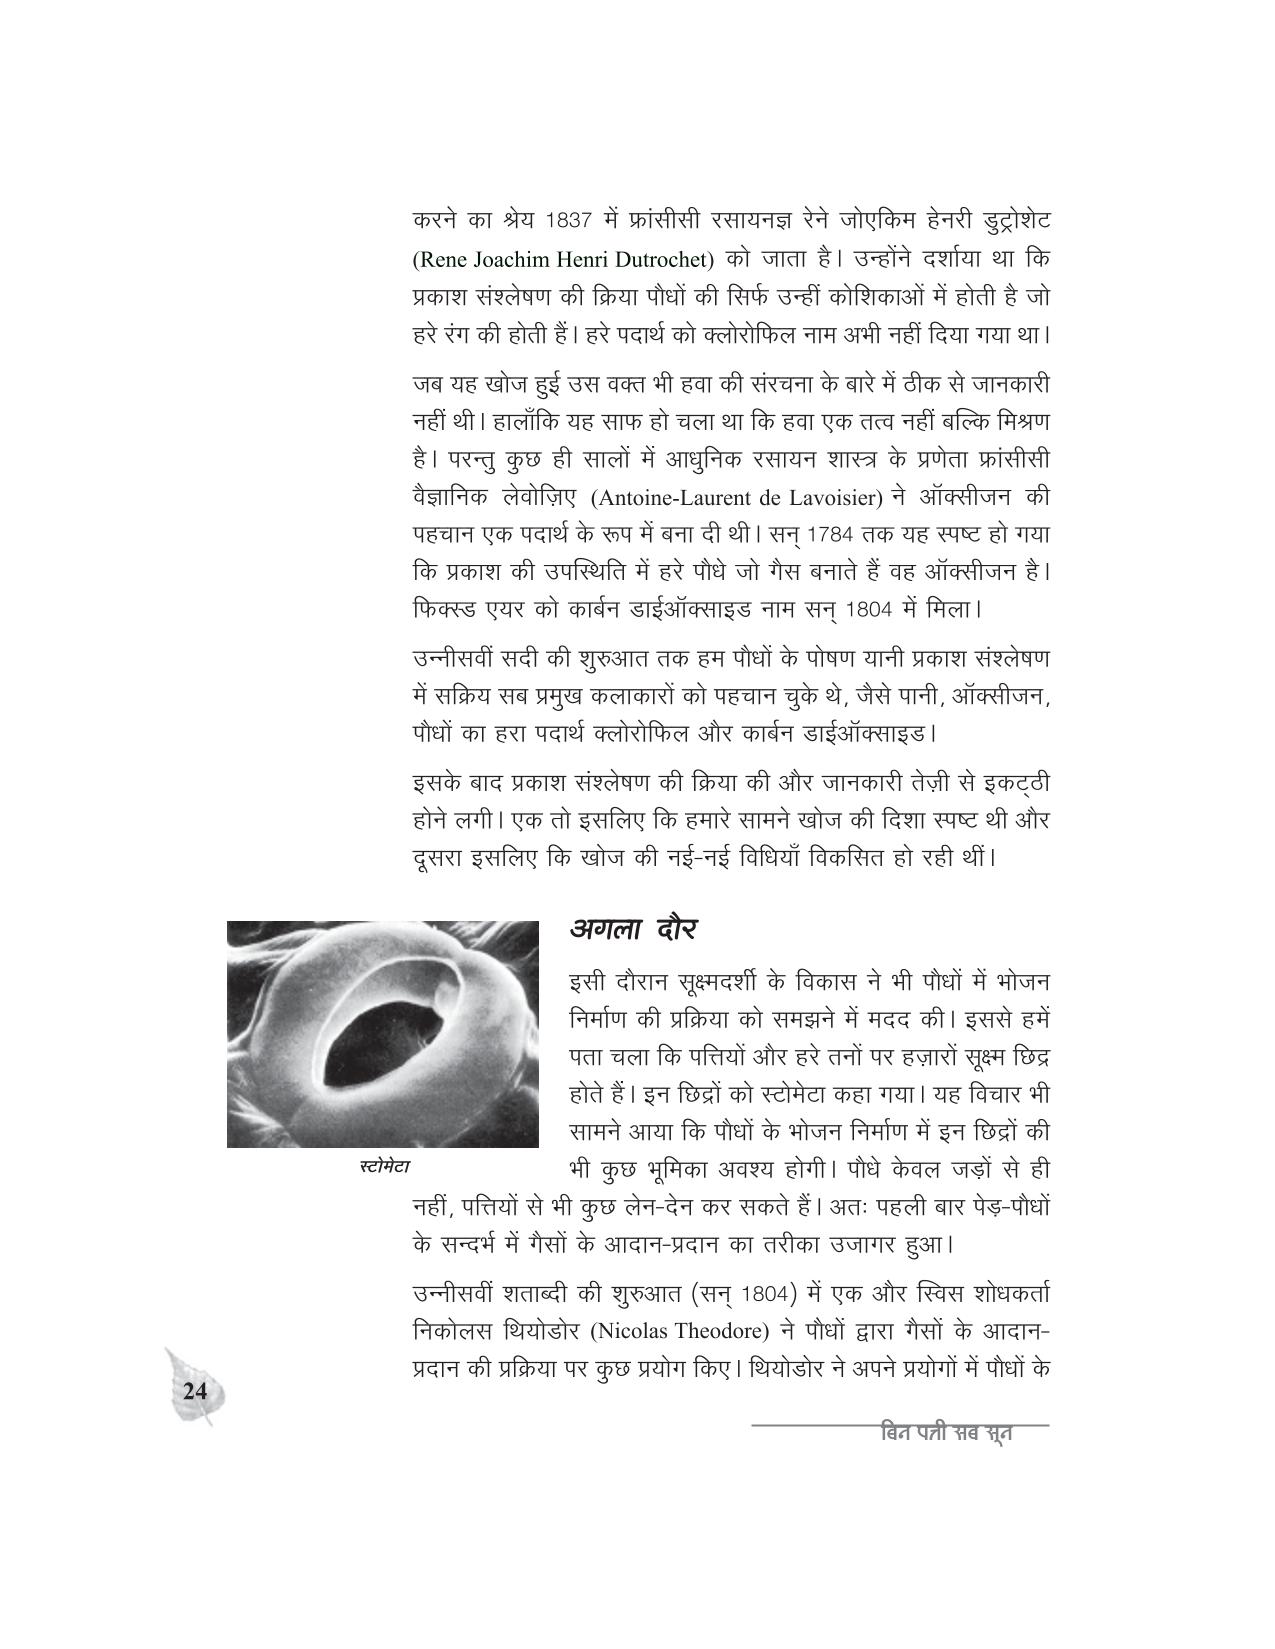 करने का श्रेय 1837 में फ्रांसीसी रसायनज्ञ रेने जोएकिम हेनरी डुट्रोशेट
(Rene Joachim Henri Dutrochet) को जाता है। उन्होंने दर्शाया था कि
प्रकाश संश्लेषण की क्रिया पौधों की सिर्फ उन्हीं कोशिकाओं में होती है जो
हरे रंग की होती हैं। हरे पदार्थ को क्लोरोफिल नाम अभी नहीं दिया गया था।
जब यह खोज हुई उस वक्त भी हवा की संरचना के बारे में ठीक से जानकारी
नहीं थी। हालाँकि यह साफ हो चला था कि हवा एक तत्व नहीं बल्कि मिश्रण
है। परन्तु कुछ ही सालों में आधुनिक रसायन शास्त्र के प्रणेता फ्रांसीसी
वैज्ञानिक लेवोज़िए (Antoine-Laurent de Lavoisier) ने ऑक्सीजन की
पहचान एक पदार्थ के रूप में बना दी थी। सन् 1784 तक यह स्पष्ट हो गया
कि प्रकाश की उपस्थिति में हरे पौधे जो गैस बनाते हैं वह ऑक्सीजन है।
फिक्स्ड एयर को कार्बन डाईऑक्साइड नाम सन् 1804 में मिला।
उन्नीसवीं सदी की शुरुआत तक हम पौधों के पोषण यानी प्रकाश संश्लेषण
में सक्रिय सब प्रमुख कलाकारों को पहचान चुके थे, जैसे पानी, ऑक्सीजन,
पौधों का हरा पदार्थ क्लोरोफिल और कार्बन डाईऑक्साइड।
इसके बाद प्रकाश संश्लेषण की क्रिया की और जानकारी तेज़ी से इकट्ठी
होने लगी। एक तो इसलिए कि हमारे सामने खोज की दिशा स्पष्ट थी और
दूसरा इसलिए कि खोज की नई-नई विधियाँ विकसित हो रही थीं।
अगला दौर
इसी दौरान सूक्ष्मदर्शी के विकास ने भी पौधों में भोजन
निर्माण की प्रक्रिया को समझने में मदद की। इससे हमें
पता चला कि पत्तियों और हरे तनों पर हज़ारों सूक्ष्म छिद्र
होते हैं। इन छिद्रों को स्टोमेटा कहा गया। यह विचार भी
सामने आया कि पौधों के भोजन निर्माण में इन छिद्रों की
भी कुछ भूमिका अवश्य होगी। पौधे केवल जड़ों से ही
स्टोमेटा
नहीं, पत्तियों से भी कुछ लेन-देन कर सकते हैं। अतः पहली बार पेड़-पौधों
के सन्दर्भ में गैसों के आदान-प्रदान का तरीका उजागर हुआ।
उन्नीसवीं शताब्दी की शुरुआत (सन् 1804) में एक और स्विस शोधकर्ता
निकोलस थियोडोर (Nicolas Theodore) ने पौधों द्वारा गैसों के आदान-
प्रदान की प्रक्रिया पर कुछ प्रयोग किए। थियोडोर ने अपने प्रयोगों में पौधों के
24
बिन पत्ती सब सून